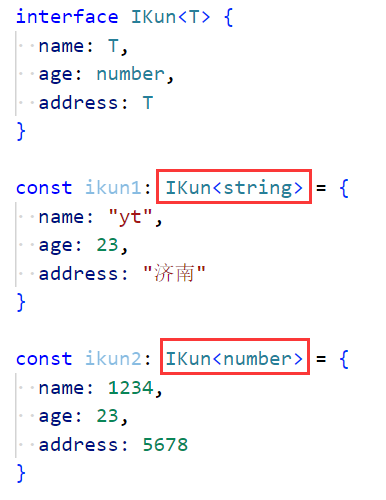 interface IKun<T> {
  name: T,
  age: number,
  address: T
}
const ikun1: IKun<string> = {
  name: "yt",
  age: 23,
  address: "济南"
}
const ikun2: IKun<number> = {
  name: 1234,
  age: 23,
  address: 5678
}